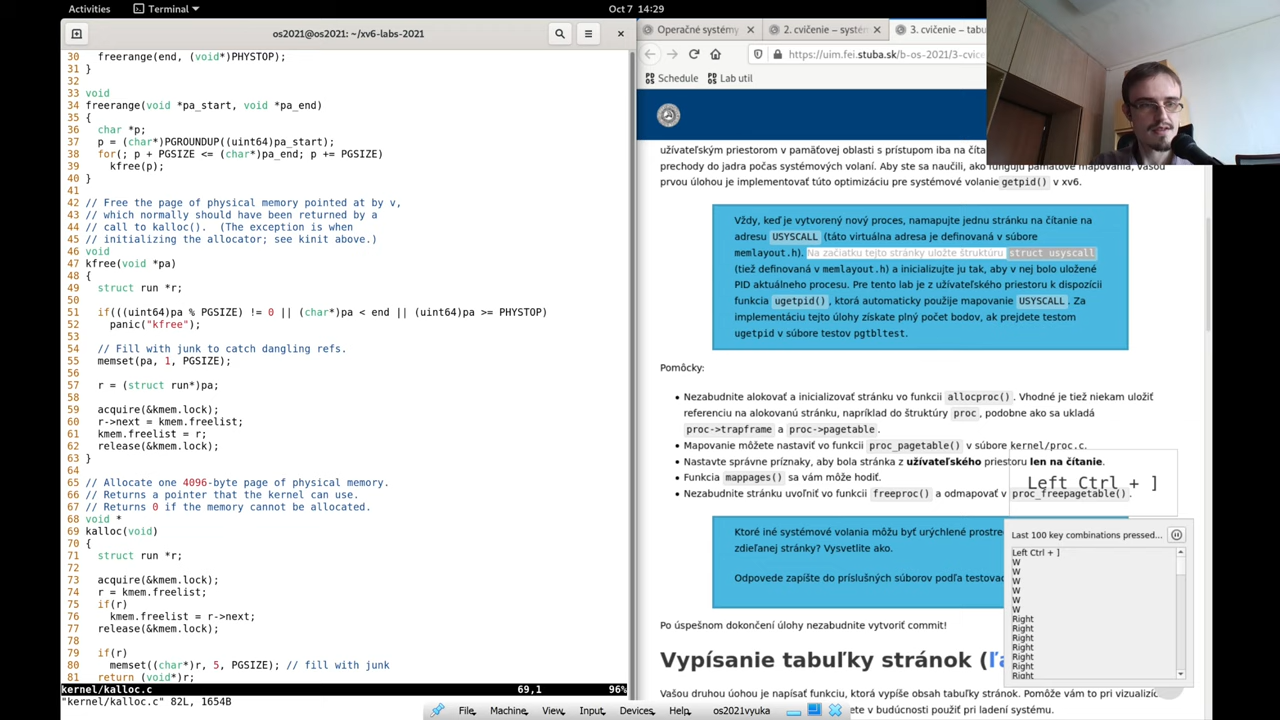 Activities
Terminal
Oct 7 14:29
os2021@os2021: ~/xv6-labs-2021
30 freerange(end, (void*)PHYSTOP);
31 }
32
33 void
34 freerange(void *pa_start, void *pa_end)
35 {
36 char *p;
37 p = (char*)PGROUNDUP((uint64)pa_start);
38 for(; p + PGSIZE <= (char*)pa_end; p += PGSIZE)
39 kfree(p);
40 }
41
42 // Free the page of physical memory pointed at by v,
43 // which normally should have been returned by a
44 // call to kalloc(). (The exception is when
45 // initializing the allocator; see kinit above.)
46 void
47 kfree(void *pa)
48 {
49 struct run *r;
50
51 if(((uint64)pa % PGSIZE) != 0 || (char*)pa < end || (uint64)pa >= PHYSTOP)
52 panic("kfree");
53
54 // Fill with junk to catch dangling refs.
55 memset(pa, 1, PGSIZE);
56
57 r = (struct run*)pa;
58
59 acquire(&kmem.lock);
60 r->next = kmem.freelist;
61 kmem.freelist = r;
62 release(&kmem.lock);
63 }
64
65 // Allocate one 4096-byte page of physical memory.
66 // Returns a pointer that the kernel can use.
67 // Returns 0 if the memory cannot be allocated.
68 void *
69 kalloc(void)
70 {
71 struct run *r;
72
73 acquire(&kmem.lock);
74 r = kmem.freelist;
75 if(r)
76 kmem.freelist = r->next;
77 release(&kmem.lock);
78
79 if(r)
80 memset((char*)r, 5, PGSIZE); // fill with junk
81 return (void*)r;
kernel/kalloc.c 69,1 96%
"kernel/kalloc.c" 82L, 1654B
Operačné systémy
2. cvičenie – systé
3. cvičenie – tabu
https://uim.fei.stuba.sk/b-os-2021/3-cvice
Schedule
Lab util
užívateľským priestorom v pamäťovej oblasti s prístupom iba na číta
prechody do jadra počas systémových volaní. Aby ste sa naučili, ako fungujú pamäťové mapovania, vašou
prvou úlohou je implementovať túto optimizáciu pre systémové volanie getpid() v xv6.
Vždy, keď je vytvorený nový proces, namapujte jednu stránku na čítanie na
adresu USYSCALL (táto virtuálna adresa je definovaná v súbore
memlayout.h). Na začiatku tejto stránky uložte štruktúru struct usyscall
(tiež definovaná v memlayout.h) a inicializujte ju tak, aby v nej bolo uložené
PID aktuálneho procesu. Pre tento lab je z užívateľského priestoru k dispozícii
funkcia ugetpid(), ktorá automaticky použije mapovanie USYSCALL. Za
implementáciu tejto úlohy získate plný počet bodov, ak prejdete testom
ugetpid v súbore testov pgtbltest.
Pomôcky:
Nezabudnite alokovať a inicializovať stránku vo funkcii allocproc(). Vhodné je tiež niekam uložiť
referenciu na alokovanú stránku, napríklad do štruktúry proc, podobne ako sa ukladá
proc->trapframe a proc->pagetable.
Mapovanie môžete nastaviť vo funkcii proc_pagetable() v súbore kernel/proc.c.
Nastavte správne príznaky, aby bola stránka z užívateľského priestoru len na čítanie.
Funkcia mappages() sa vám môže hodiť.
Nezabudnite stránku uvoľniť vo funkcii freeproc() a odmapovať v proc_freepagetable().
Left Ctrl + ]
Ktoré iné systémové volania môžu byť urýchlené prostre
zdieľanej stránky? Vysvetlite ako.
Odpovede zapíšte do príslušných súborov podľa testovac
Last 100 key combinations pressed...
Left Ctrl + ]
W
W
W
W
W
W
Right
Right
Right
Right
Right
Right
Right
Po úspešnom dokončení úlohy nezabudnite vytvoriť commit!
Vypísanie tabuľky stránok (ľa
Vašou druhou úlohou je napísať funkciu, ktorá vypíše obsah tabuľky stránok. Pomôže vám to pri vizualizác
ete v budúcnosti použiť pri ladení systému.
File Machine View Input Devices Help os2021vyuka